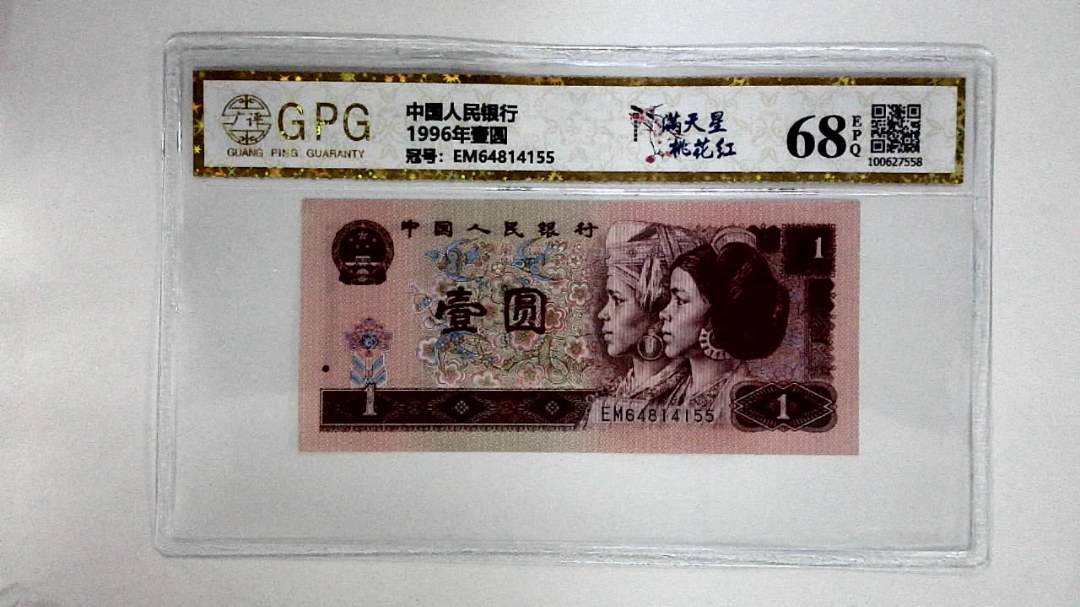 广评
GPG
GUANG PING GUARANTY
中国人民银行
1996年壹圆
冠号：EM64814155
满天星
桃花红
68
EPQ
100627558
中国人民银行
1
壹圆
1
EM64814155
1